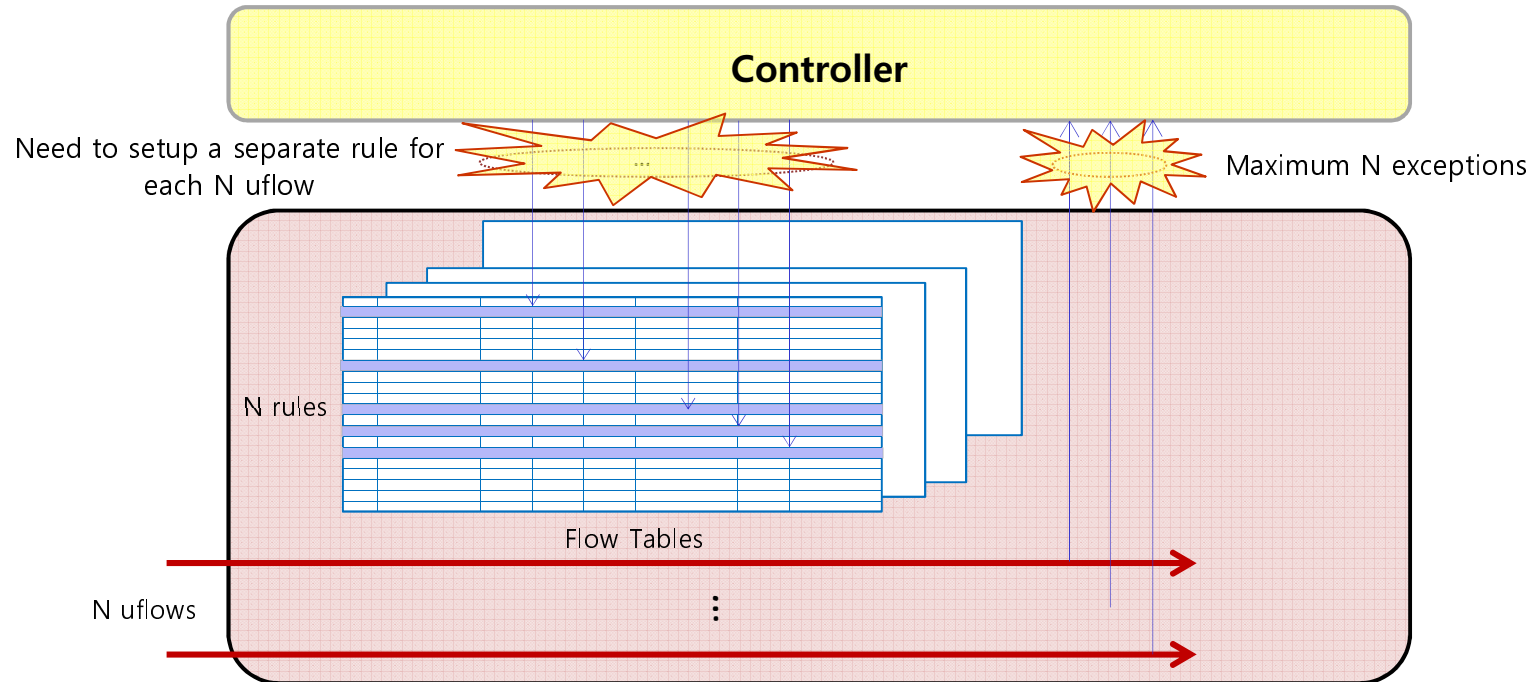 Controller
Need to setup a separate rule for
each N uflow
...
Maximum N exceptions
N rules
Flow Tables
N uflows
⋮